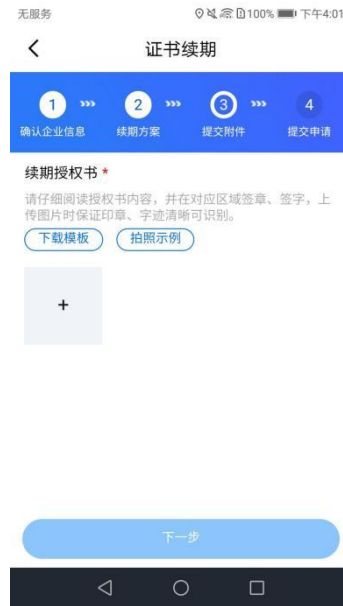 无服务 100% 下午4:01
证书续期
1 2 3 4
确认企业信息 续期方案 提交附件 提交申请
续期授权书 *
请仔细阅读授权书内容，并在对应区域签章、签字，上
传图片时保证印章、字迹清晰可识别。
下载模板 拍照示例
+
下一步